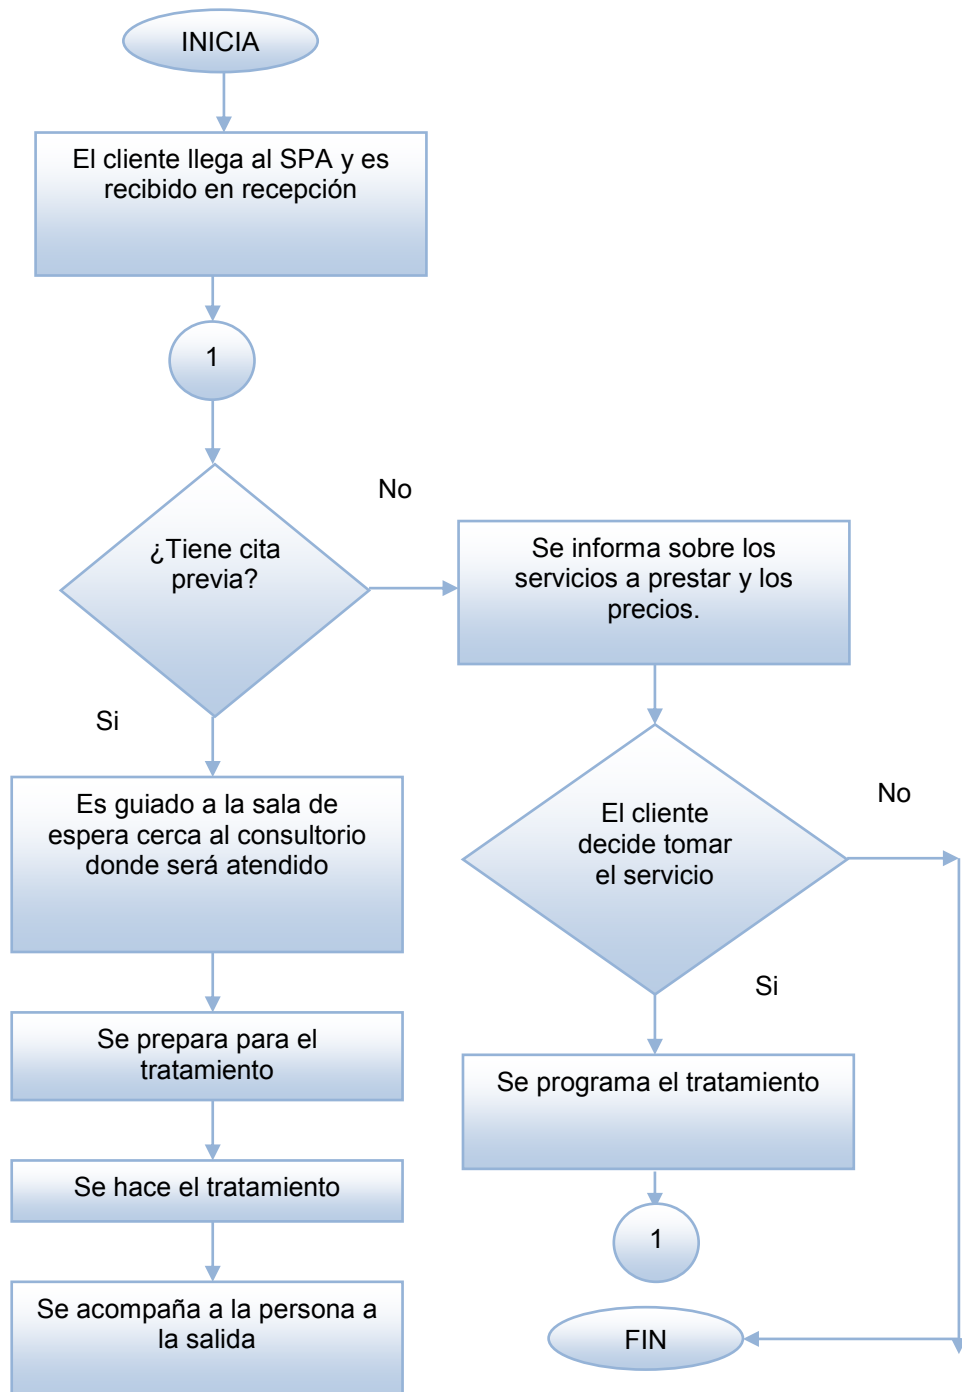 INICIA
El cliente llega al SPA y es
recibido en recepción
1
¿Tiene cita
previa?
No
Se informa sobre los
servicios a prestar y los
precios.
Si
Es guiado a la sala de
espera cerca al consultorio
donde será atendido
El cliente
decide tomar
el servicio
No
Si
Se prepara para el
tratamiento
Se programa el tratamiento
Se hace el tratamiento
1
Se acompaña a la persona a
la salida
FIN